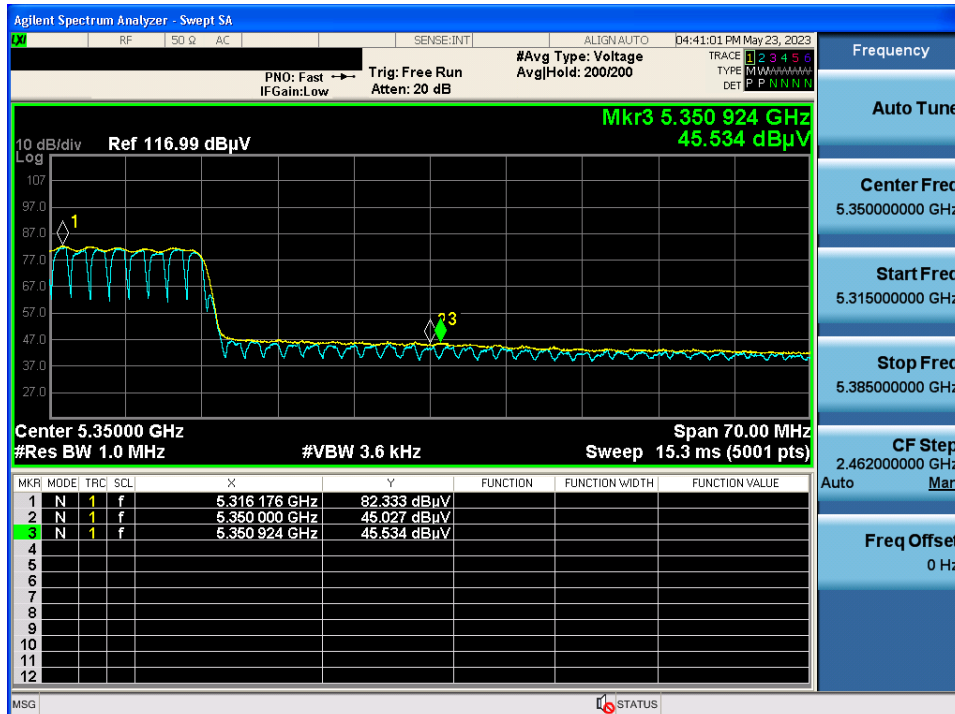 Agilent Spectrum Analyzer - Swept SA
LXI RF 50 Ω AC SENSE:INT ALIGN AUTO 04:41:01 PM May 23, 2023
Frequency
PNO: Fast Trig: Free Run #Avg Type: Voltage TRACE 1 2 3 4 5 6
IFGain:Low Atten: 20 dB Avg|Hold: 200/200 TYPE M WWWWW
DET P P N N N N
Auto Tune
Mkr3 5.350 924 GHz
45.534 dBµV
10 dB/div Ref 116.99 dBµV
Log
107
97.0
87.0
77.0
67.0
57.0
47.0
37.0
27.0
1
3
Center 5.35000 GHz Span 70.00 MHz
#Res BW 1.0 MHz #VBW 3.6 kHz Sweep 15.3 ms (5001 pts)
Center Freq
5.350000000 GHz
Start Freq
5.315000000 GHz
Stop Freq
5.385000000 GHz
CF Step
2.462000000 GHz
Auto Man
Freq Offset
0 Hz
MKR MODE TRC SCL X Y FUNCTION FUNCTION WIDTH FUNCTION VALUE
1 N 1 f 5.316 176 GHz 82.333 dBµV
2 N 1 f 5.350 000 GHz 45.027 dBµV
3 N 1 f 5.350 924 GHz 45.534 dBµV
4
5
6
7
8
9
10
11
12
MSG STATUS